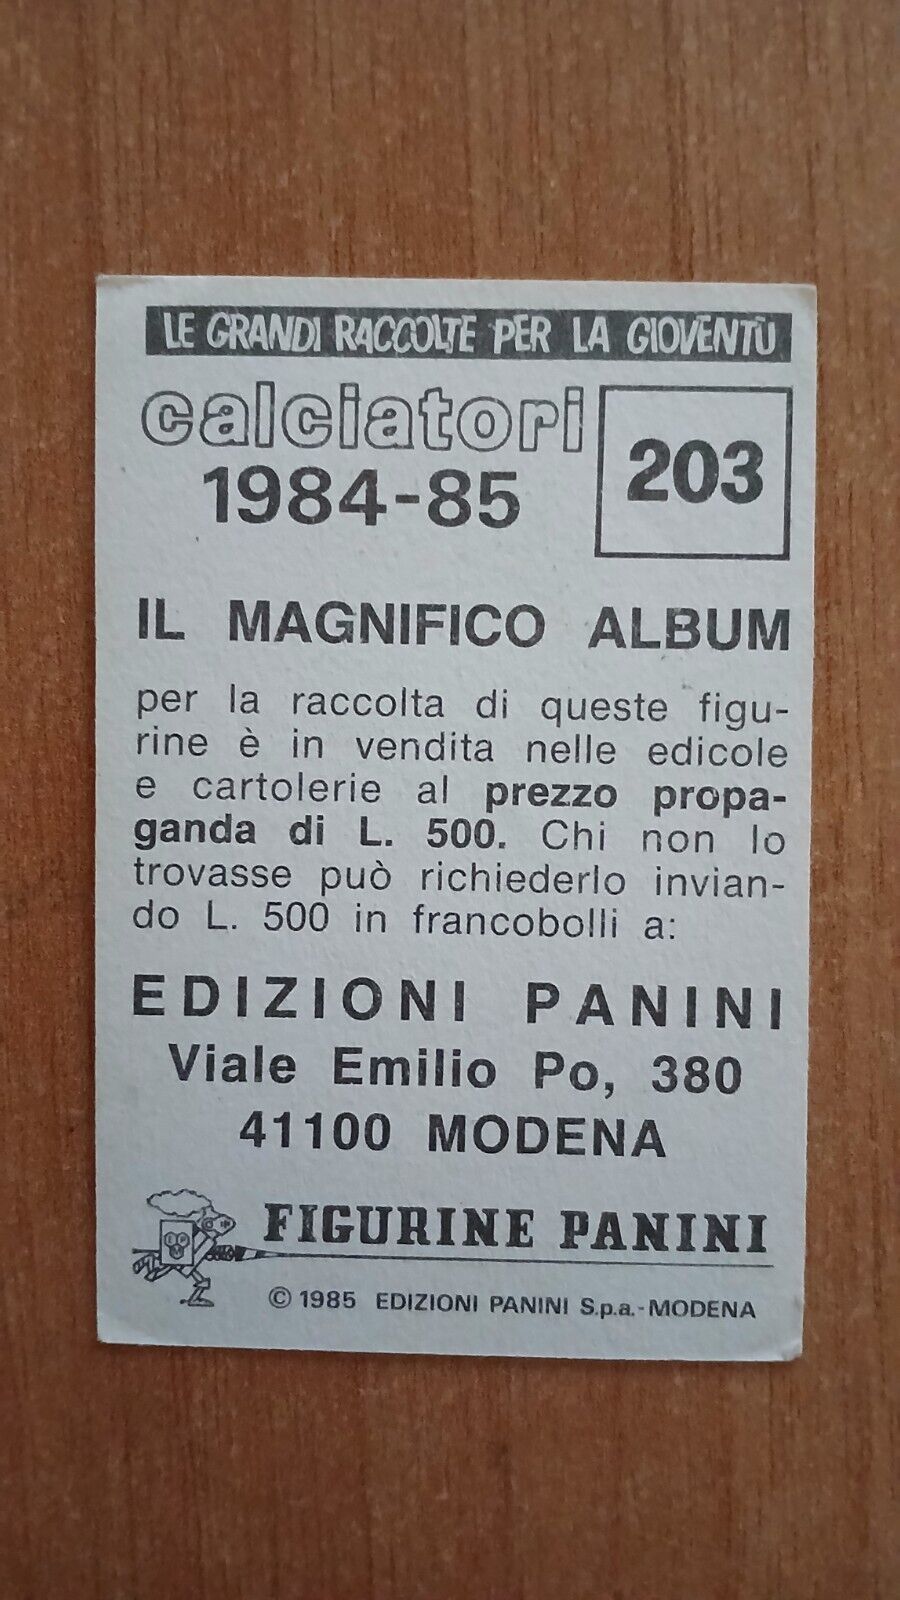 LE GRANDI RACCOLTE PER LA GIOVENTÙ
calciatori
1984-85
203
IL MAGNIFICO ALBUM
per la raccolta di queste figu-
rine è in vendita nelle edicole
e cartolerie al prezzo propa-
ganda di L. 500. Chi non lo
trovasse può richiederlo invian-
do L. 500 in francobolli a:
EDIZIONI PANINI
Viale Emilio Po, 380
41100 MODENA
FIGURINE PANINI
© 1985 EDIZIONI PANINI S.p.a.-MODENA